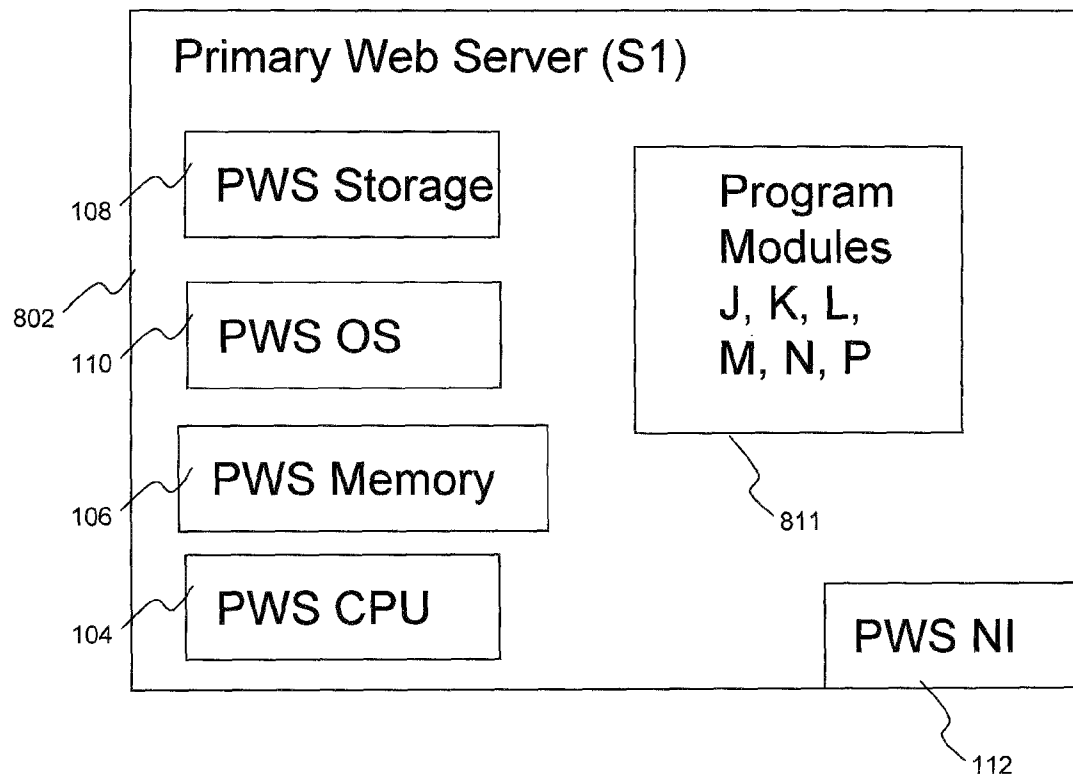 Primary Web Server (S1)
PWS Storage
108
802
PWS OS
110
PWS Memory
106
PWS CPU
104
Program
Modules
J, K, L,
M, N, P
811
PWS NI
112